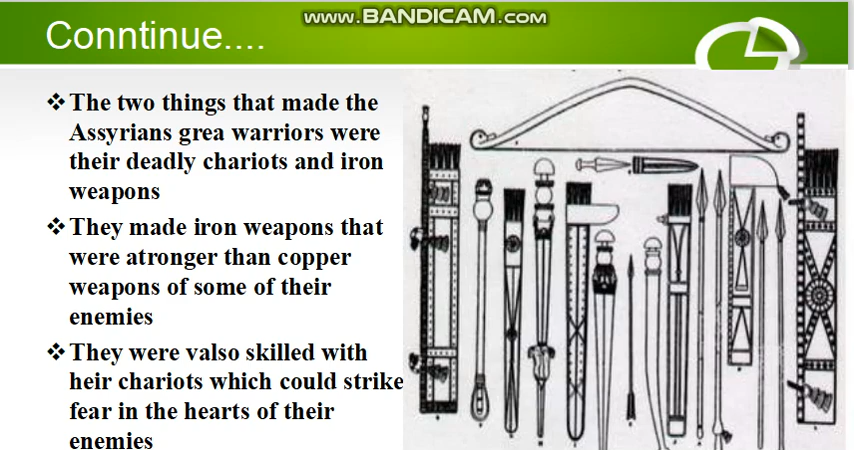 www.BANDICAM.com
Conntinue....
❖ The two things that made the
Assyrians grea warriors were
their deadly chariots and iron
weapons
❖ They made iron weapons that
were atronger than copper
weapons of some of their
enemies
❖ They were valso skilled with
heir chariots which could strike
fear in the hearts of their
enemies